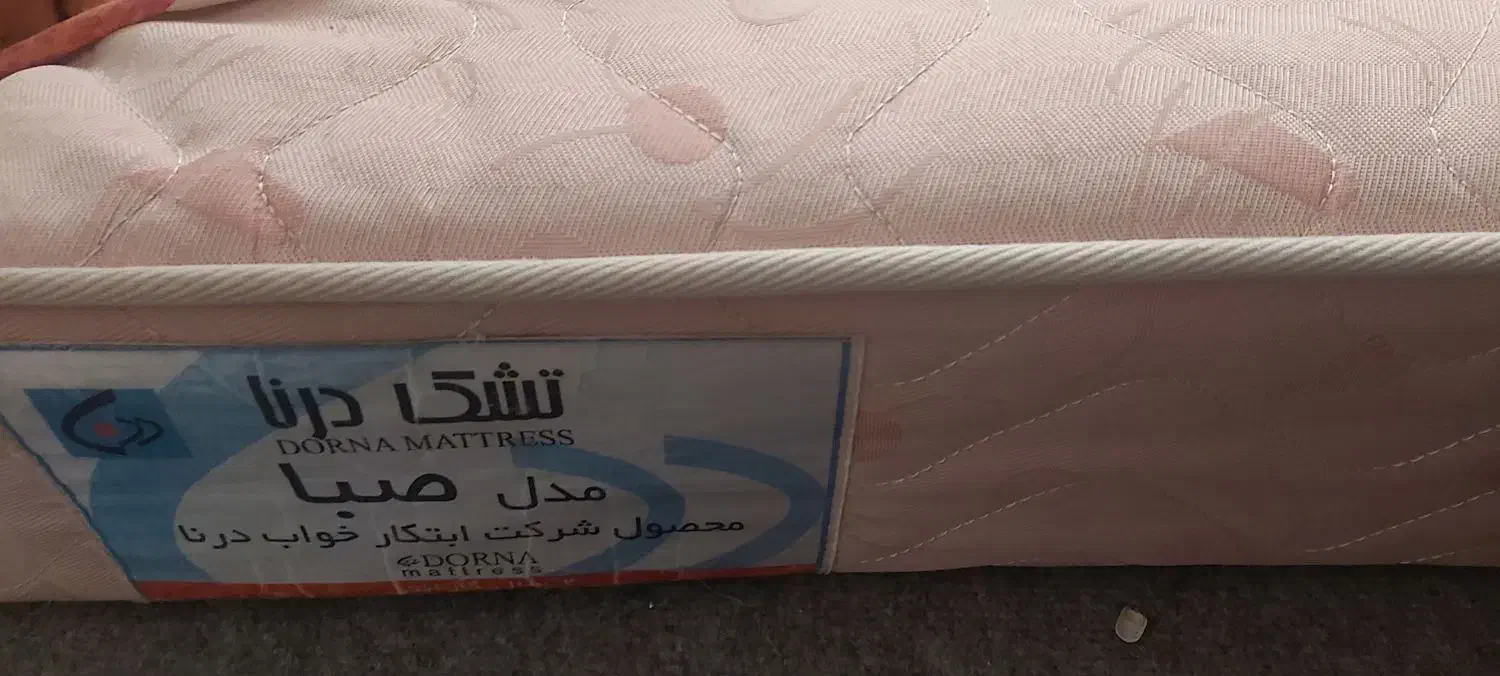 تشک درنا
DORNA MATTRESS
مدل صبا
محصول شرکت ابتکار خواب درنا
DORNA
mattress